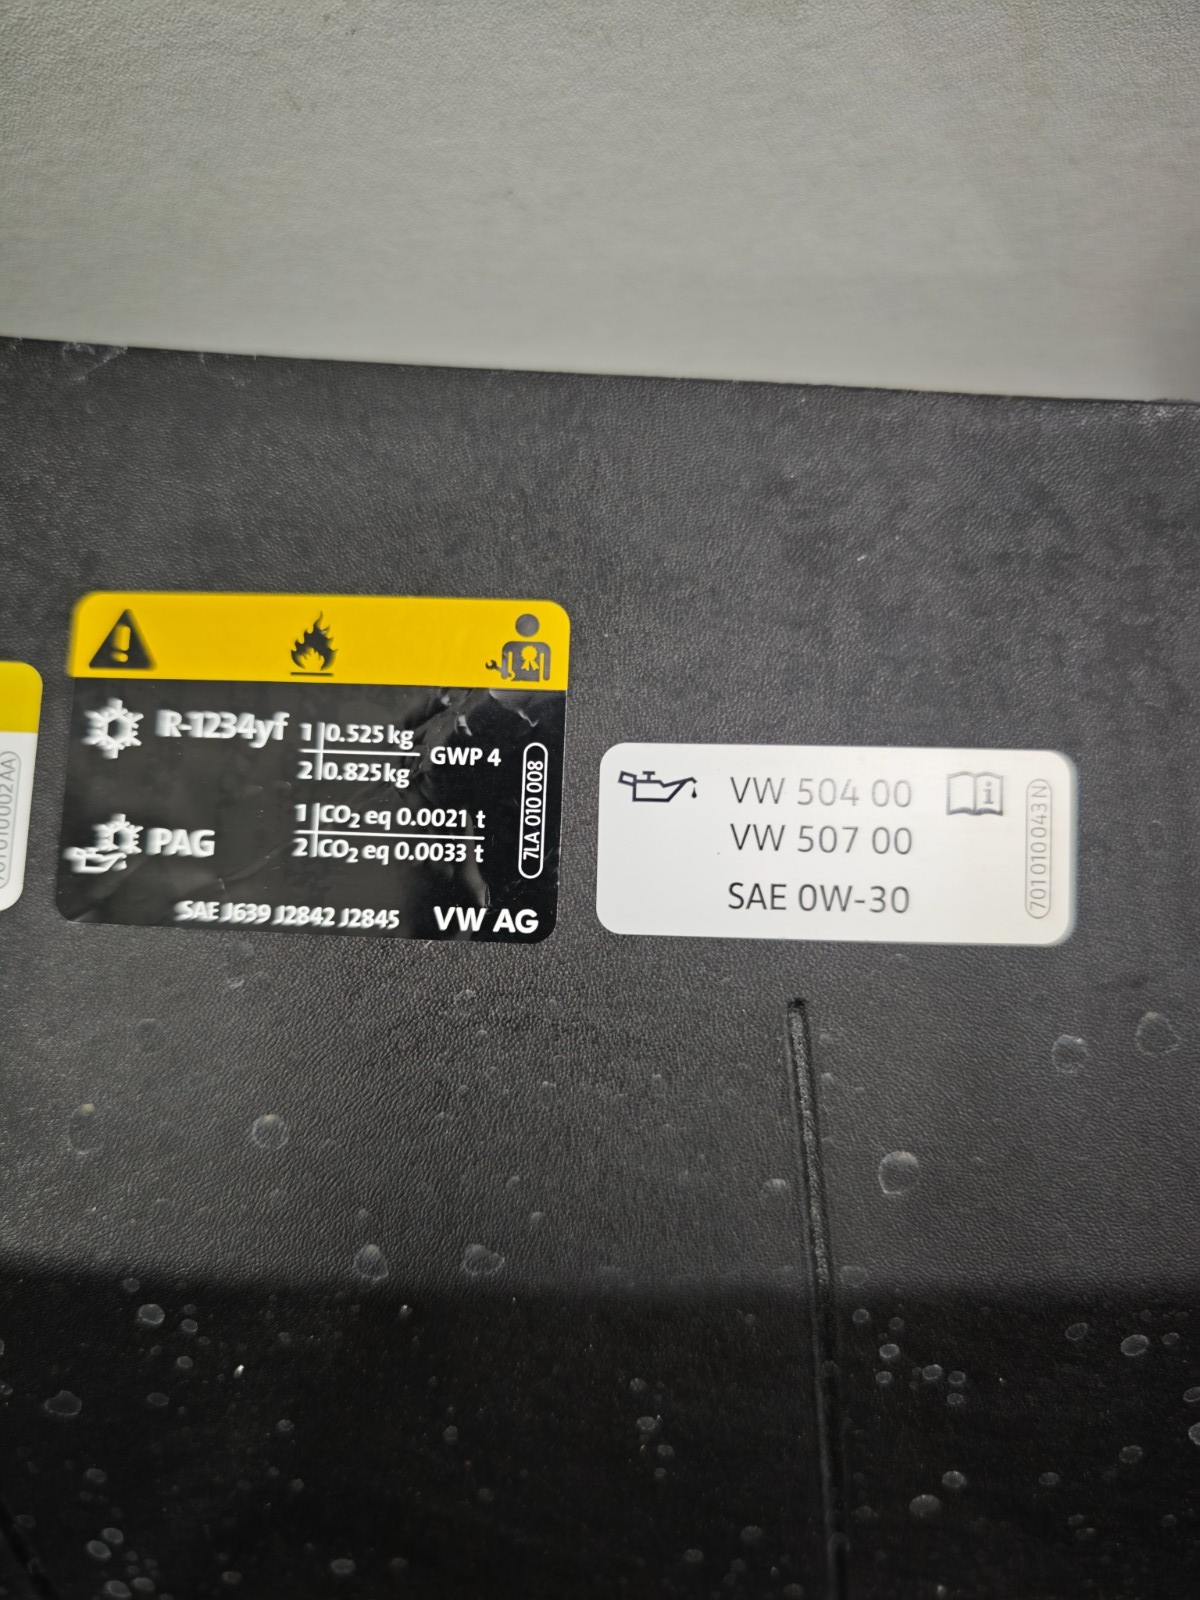 R-1234yf
1 0.525 kg
2 0.825 kg
GWP 4
PAG
1 CO₂ eq 0.0021 t
2 CO₂ eq 0.0033 t
7LA 010 008
SAE J639 J2842 J2845
VW AG
VW 504 00
VW 507 00
SAE 0W-30
701010043 N